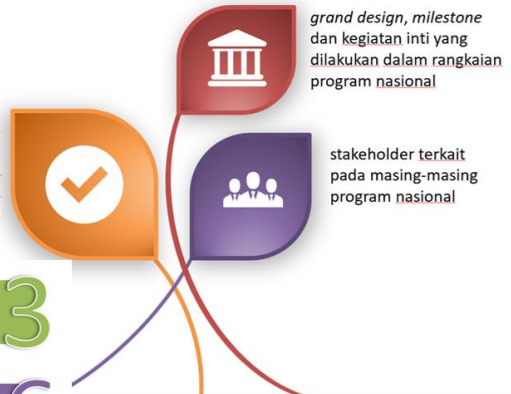 grand design, milestone
dan kegiatan inti yang
dilakukan dalam rangkaian
program nasional
stakeholder terkait
pada masing-masing
program nasional
3